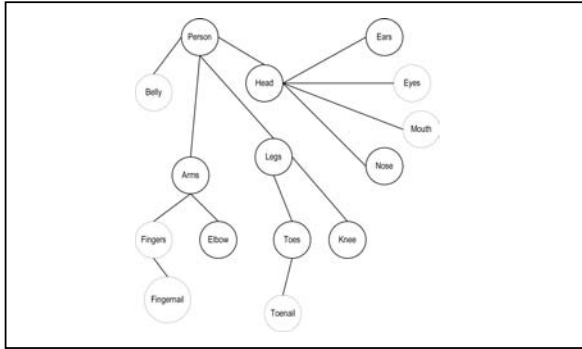 Person
Ears
Head
Eyes
Belly
Mouth
Legs
Nose
Arms
Fingers
Elbow
Toes
Knee
Fingernail
Toenail